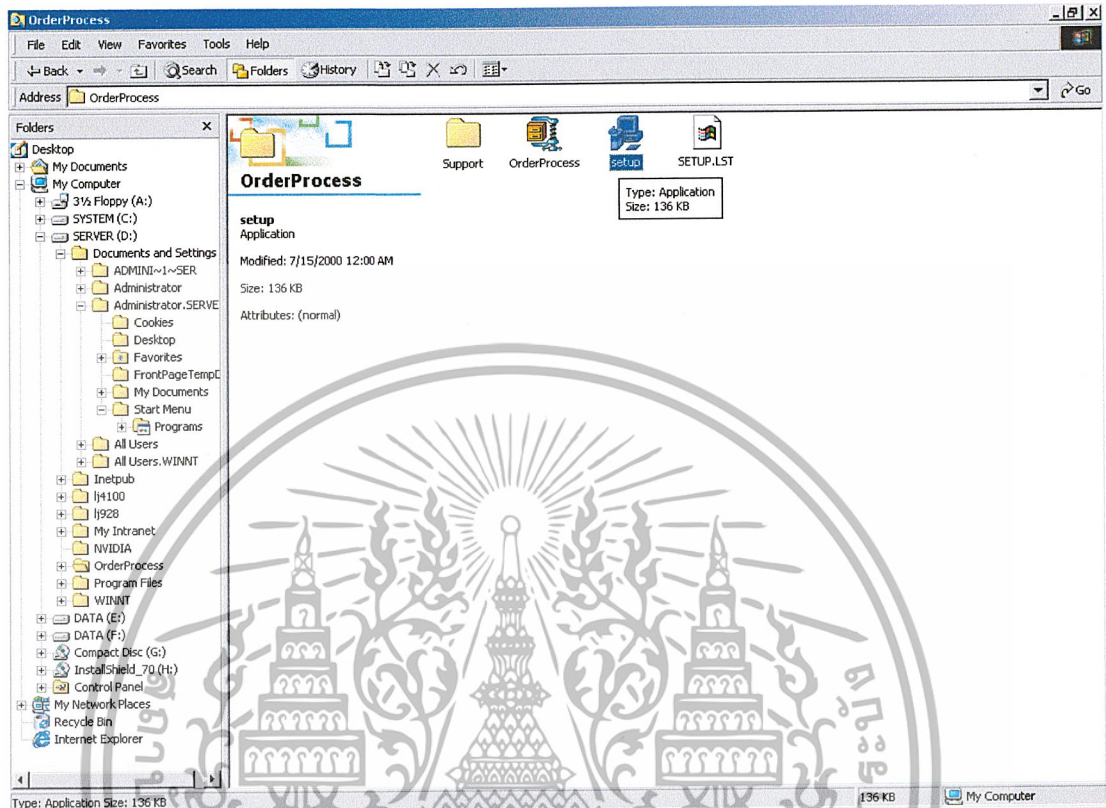 OrderProcess
File Edit View Favorites Tools Help
Back Search Folders History
Address OrderProcess Go
Folders
Desktop
My Documents
My Computer
3½ Floppy (A:)
SYSTEM (C:)
SERVER (D:)
Documents and Settings
ADMINI~1~SER
Administrator
Administrator.SERVE
Cookies
Desktop
Favorites
FrontPageTempD
My Documents
Start Menu
Programs
All Users
All Users.WINNT
Inetpub
lj4100
lj928
My Intranet
NVIDIA
OrderProcess
Program Files
WINNT
DATA (E:)
DATA (F:)
Compact Disc (G:)
InstallShield_70 (H:)
Control Panel
My Network Places
Recycle Bin
Internet Explorer
OrderProcess
setup
Application
Modified: 7/15/2000 12:00 AM
Size: 136 KB
Attributes: (normal)
Support OrderProcess setup SETUP.LST
Type: Application
Size: 136 KB
Type: Application Size: 136 KB 136 KB My Computer